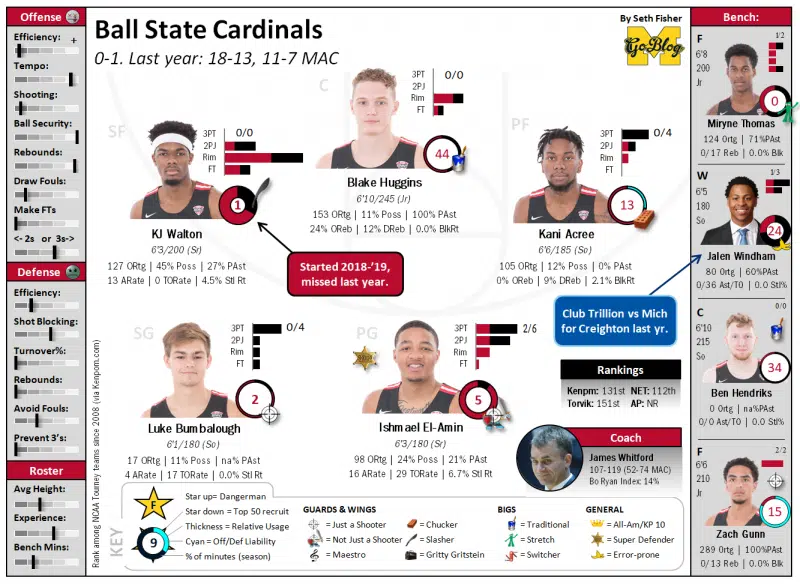 Offense
Efficiency:
+
Tempo:
Shooting:
Ball Security:
Rebounds:
Draw Fouls:
Make FTs
<- 2s or 3s->
Defense
Efficiency:
Shot Blocking:
Turnover%:
Rebounds:
Avoid Fouls:
Prevent 3's:
Roster
Avg Height:
Experience:
Bench Mins:
Rank among NCAA Tourney teams since 2008 (via Kenpom.com)
Ball State Cardinals
0-1. Last year: 18-13, 11-7 MAC
By Seth Fisher
M
GoBlog
SF
3PT 0/0
2PJ
Rim
FT
1
KJ Walton
6'3/200 (Sr)
127 ORtg | 45% Poss | 27% PAst
13 ARate | 0 TORate | 4.5% Stl Rt
C
3PT 0/0
2PJ
Rim
FT
44
Blake Huggins
6'10/245 (Jr)
153 ORtg | 11% Poss | 100% PAst
24% OReb | 12% DReb | 0.0% BlkRt
PF
3PT 0/4
2PJ
Rim
FT
13
Kani Acree
6'6/185 (So)
105 ORtg | 12% Poss | 0% PAst
0% OReb | 9% DReb | 2.1% BlkRt
Started 2018-'19,
missed last year.
Club Trillion vs Mich
for Creighton last yr.
SG
3PT 0/4
2PJ
Rim
FT
2
Luke Bumbalough
6'1/180 (So)
17 ORtg | 11% Poss | na% PAst
4 ARate | 17 TORate | 0.0% Stl Rt
PG
3PT 2/6
2PJ
Rim
FT
5
Ishmael El-Amin
6'3/180 (Sr)
98 ORtg | 24% Poss | 21% PAst
16 ARate | 29 TORate | 6.7% Stl Rt
Rankings
Kenpm: 131st NET: 112th
Torvik: 151st AP: NR
Coach
James Whitford
107-119 (52-74 MAC)
Bo Ryan Index: 14%
KEY
F
9
Star up= Dangerman
Star down = Top 50 recruit
Thickness = Relative Usage
Cyan = Off/Def Liability
% of minutes (season)
GUARDS & WINGS
= Just a Shooter
= Not Just a Shooter
= Maestro
= Chucker
= Slasher
= Gritty Gritstein
BIGS
= Traditional
= Stretch
= Switcher
GENERAL
= All-Am/KP 10
= Super Defender
= Error-prone
Bench:
F 1/2
6'8
200
Jr
0
Miryne Thomas
124 Ortg | 71%PAst
0/17 Reb | 0.0% Blk
W 1/3
6'5
180
So
24
Jalen Windham
80 Ortg | 60%PAst
0/36 Ast/TO | 0.0 Stl%
C 0/0
6'10
215
So
34
Ben Hendriks
0 Ortg | na%PAst
0/0 Ast/TO | 0.0 Stl%
F 2/2
6'6
210
Jr
15
Zach Gunn
289 Ortg | 100%PAst
0/13 Reb | 0.0% Blk